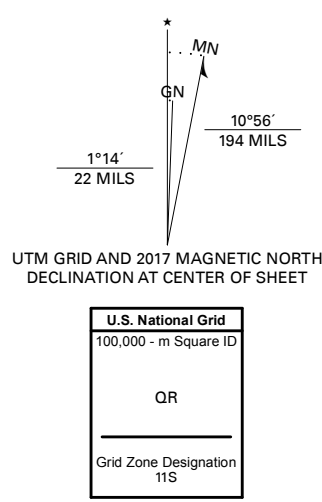 MN
GN
10°56´
194 MILS
1°14´
22 MILS
UTM GRID AND 2017 MAGNETIC NORTH
DECLINATION AT CENTER OF SHEET
U.S. National Grid
100,000 - m Square ID
QR
Grid Zone Designation
11S